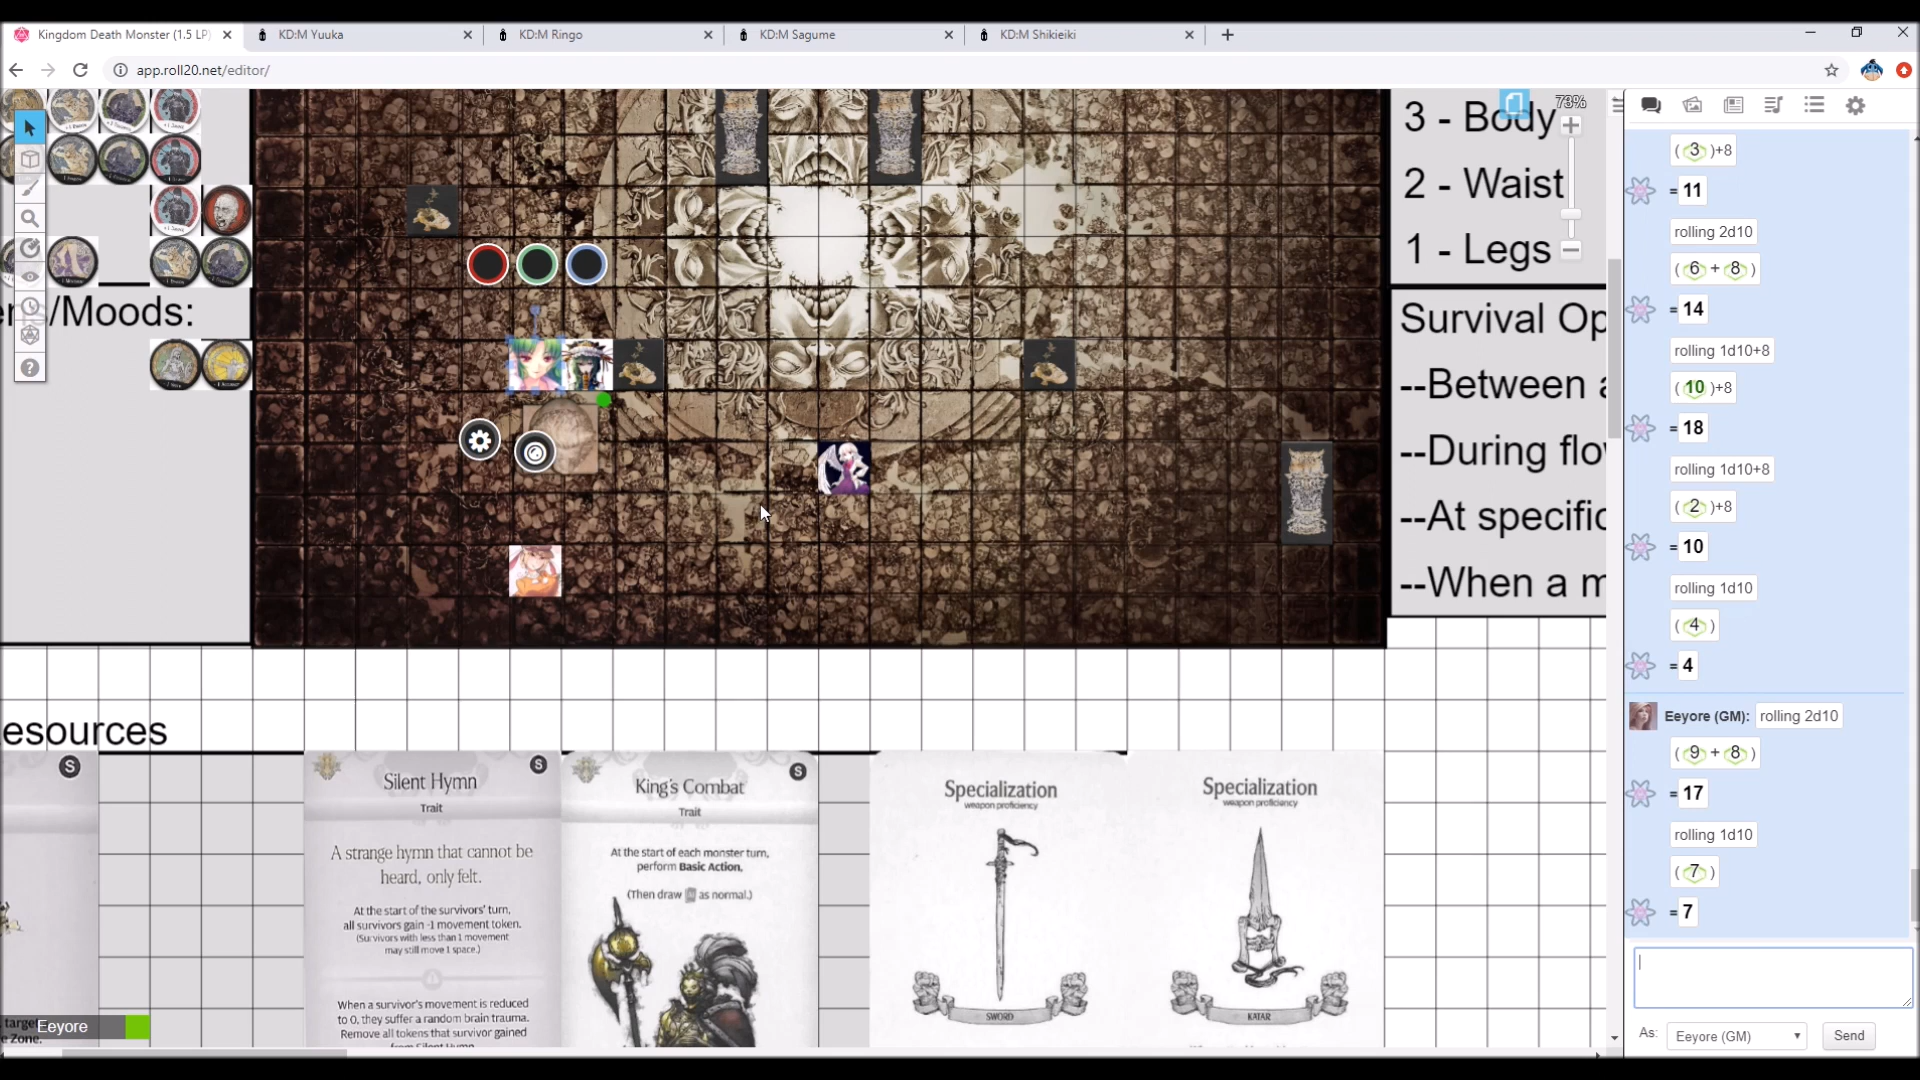 Kingdom Death Monster (1.5 LP)
KD:M Yuuka
KD:M Ringo
KD:M Sagume
KD:M Shikieiki
app.roll20.net/editor/
73%
3 - Body
2 - Waist
1 - Legs
/Moods:
Survival Op
--Between a
--During flo
--At specific
--When a m
esources
Silent Hymn
Trait
A strange hymn that cannot be
heard, only felt.
At the start of the survivors' turn,
all survivors gain -1 movement token.
(Survivors with less than 1 movement
may still move 1 space.)
When a survivor's movement is reduced
to 0, they suffer a random brain trauma.
Remove all tokens that survivor gained
from Silent Hymn
S
S
King's Combat
S
Trait
At the start of each monster turn,
perform Basic Action.
(Then draw as normal.)
Specialization
weapon proficiency
SWORD
Specialization
weapon proficiency
KATAR
targe
e Zone.
Eeyore
( 3 )+8
= 11
rolling 2d10
( 6 + 8 )
= 14
rolling 1d10+8
( 10 )+8
= 18
rolling 1d10+8
( 2 )+8
= 10
rolling 1d10
( 4 )
= 4
Eeyore (GM): rolling 2d10
( 9 + 8 )
= 17
rolling 1d10
( 7 )
= 7
As: Eeyore (GM) Send